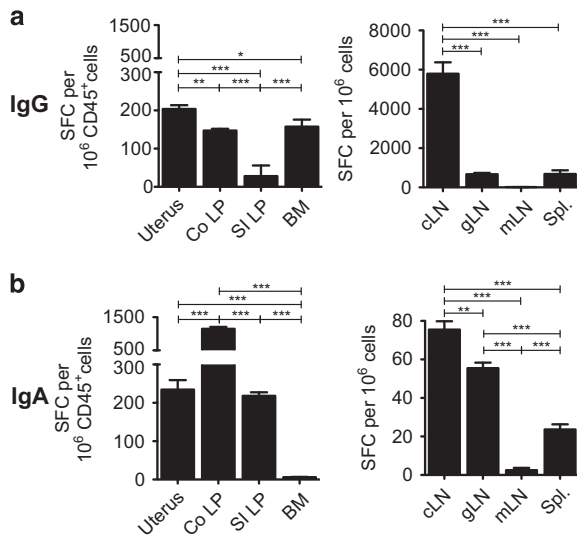 a
IgG
SFC per
10⁶ CD45⁺cells
1500
500
300
200
100
0
*
***
** *** ***
Uterus
Co LP
SI LP
BM
SFC per 10⁶ cells
8000
6000
4000
2000
0
***
***
***
cLN
gLN
mLN
Spl.
b
IgA
SFC per
10⁶ CD45⁺cells
1500
500
300
200
100
0
***
***
*** *** ***
Uterus
Co LP
SI LP
BM
SFC per 10⁶ cells
80
60
40
20
0
***
***
**
***
*** ***
cLN
gLN
mLN
Spl.